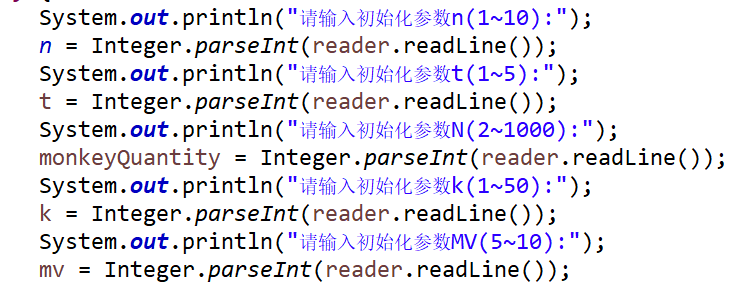 System.out.println("请输入初始化参数n(1~10):");
n = Integer.parseInt(reader.readLine());
System.out.println("请输入初始化参数t(1~5):");
t = Integer.parseInt(reader.readLine());
System.out.println("请输入初始化参数N(2~1000):");
monkeyQuantity = Integer.parseInt(reader.readLine());
System.out.println("请输入初始化参数k(1~50):");
k = Integer.parseInt(reader.readLine());
System.out.println("请输入初始化参数MV(5~10):");
mv = Integer.parseInt(reader.readLine());